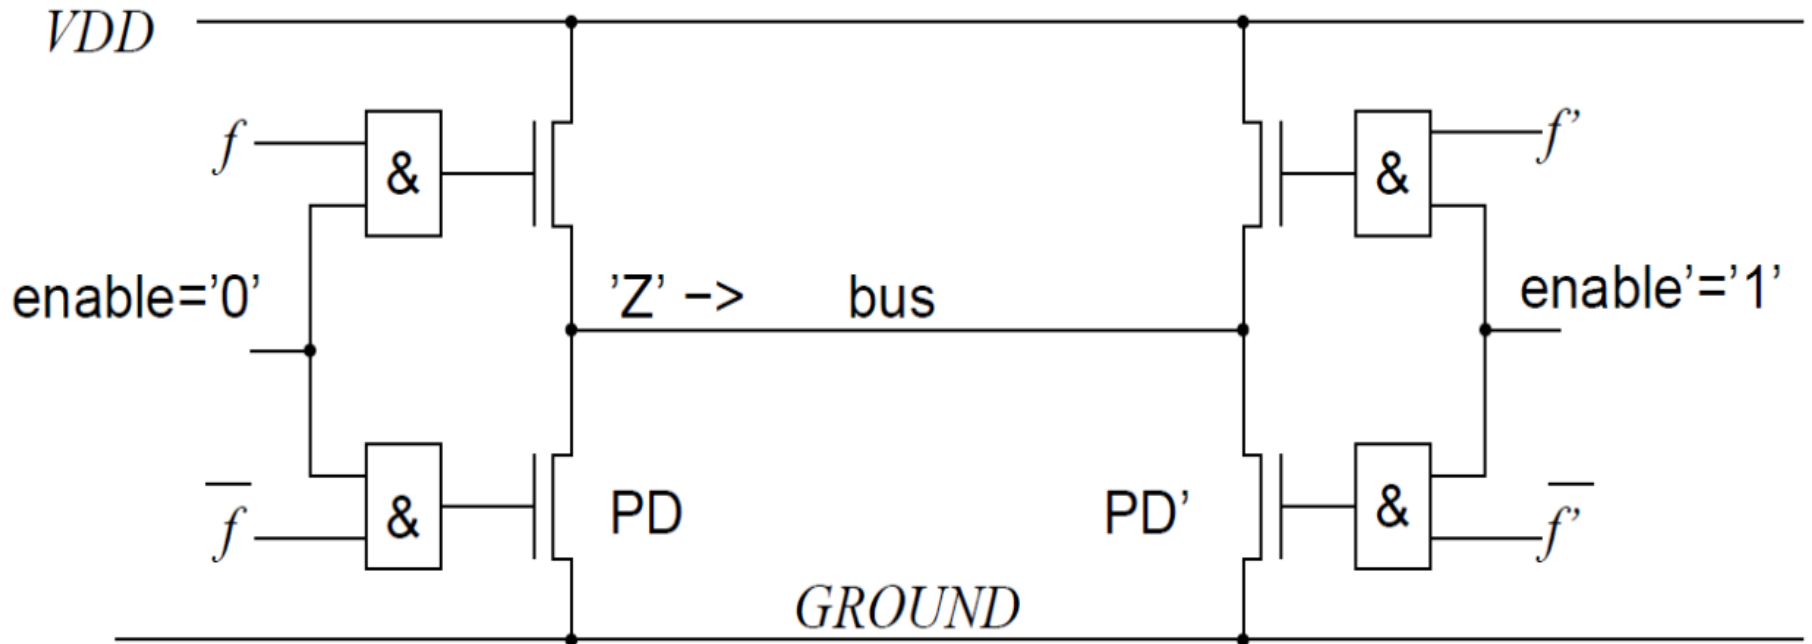 VDD
f
&
&
f’
enable=’0’
’Z’ −>
bus
enable’=’1’
f̅
&
PD
PD’
&
f̅’̅
GROUND